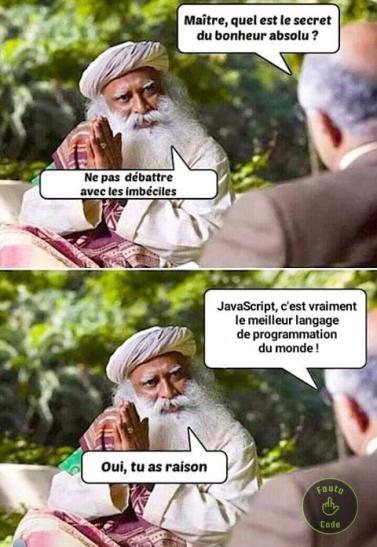 Maître, quel est le secret
du bonheur absolu ?
Ne pas débattre
avec les imbéciles
JavaScript, c'est vraiment
le meilleur langage
de programmation
du monde !
Oui, tu as raison
Foutu
Code